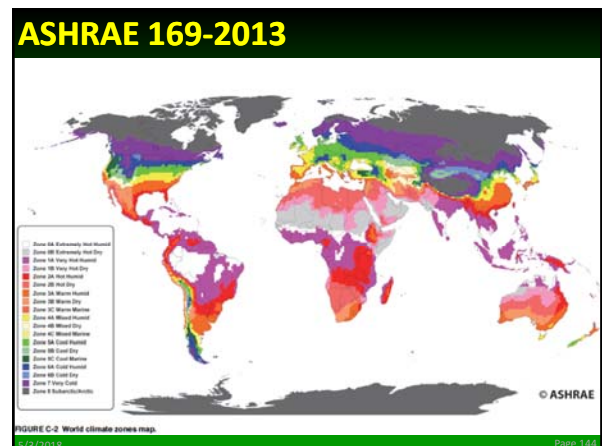 ASHRAE 169-2013
Zone 0A Extremely Hot Humid
Zone 0B Extremely Hot Dry
Zone 1A Very Hot Humid
Zone 1B Very Hot Dry
Zone 2A Hot Humid
Zone 2B Hot Dry
Zone 3A Warm Humid
Zone 3B Warm Dry
Zone 3C Warm Marine
Zone 4A Mixed Humid
Zone 4B Mixed Dry
Zone 4C Mixed Marine
Zone 5A Cool Humid
Zone 5B Cool Dry
Zone 5C Cool Marine
Zone 6A Cold Humid
Zone 6B Cold Dry
Zone 7 Very Cold
Zone 8 Subarctic/Arctic
© ASHRAE
FIGURE C-2 World climate zones map.
5/3/2018
Page 144